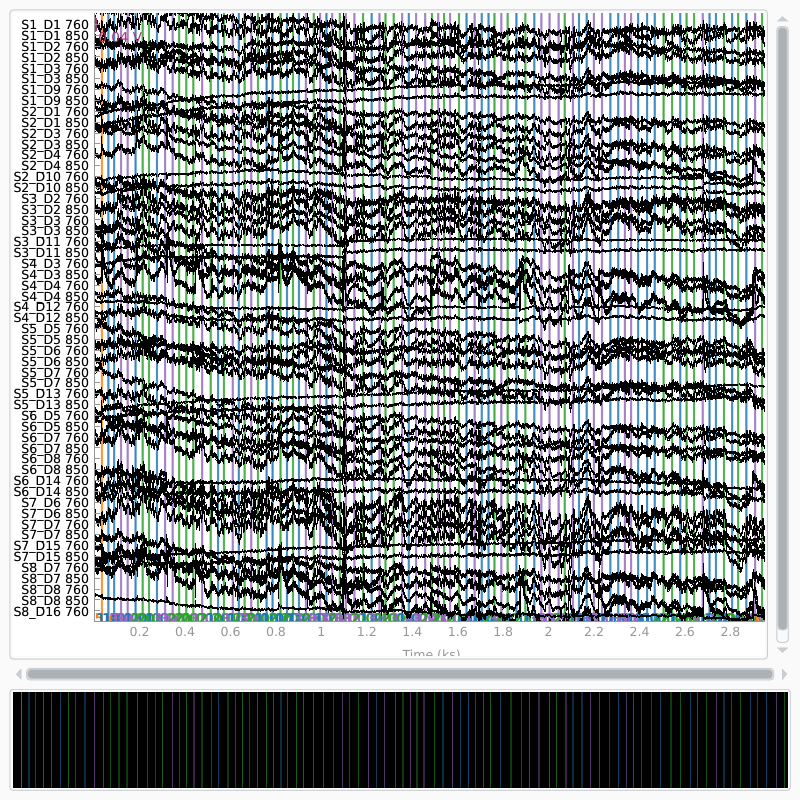 S1_D1 760
S1_D1 850
S1_D2 760
S1_D2 850
S1_D3 760
S1_D3 850
S1_D9 760
S1_D9 850
S2_D1 760
S2_D1 850
S2_D3 760
S2_D3 850
S2_D4 760
S2_D4 850
S2_D10 760
S2_D10 850
S3_D2 760
S3_D2 850
S3_D3 760
S3_D3 850
S3_D11 760
S3_D11 850
S4_D3 760
S4_D3 850
S4_D4 760
S4_D4 850
S4_D12 760
S4_D12 850
S5_D5 760
S5_D5 850
S5_D6 760
S5_D6 850
S5_D7 760
S5_D7 850
S5_D13 760
S5_D13 850
S6_D5 760
S6_D5 850
S6_D7 760
S6_D7 850
S6_D8 760
S6_D8 850
S6_D14 760
S6_D14 850
S7_D6 760
S7_D6 850
S7_D7 760
S7_D7 850
S7_D15 760
S7_D15 850
S8_D7 760
S8_D7 850
S8_D8 760
S8_D8 850
S8_D16 760
0.2 0.4 0.6 0.8 1 1.2 1.4 1.6 1.8 2 2.2 2.4 2.6 2.8
Time (ks)